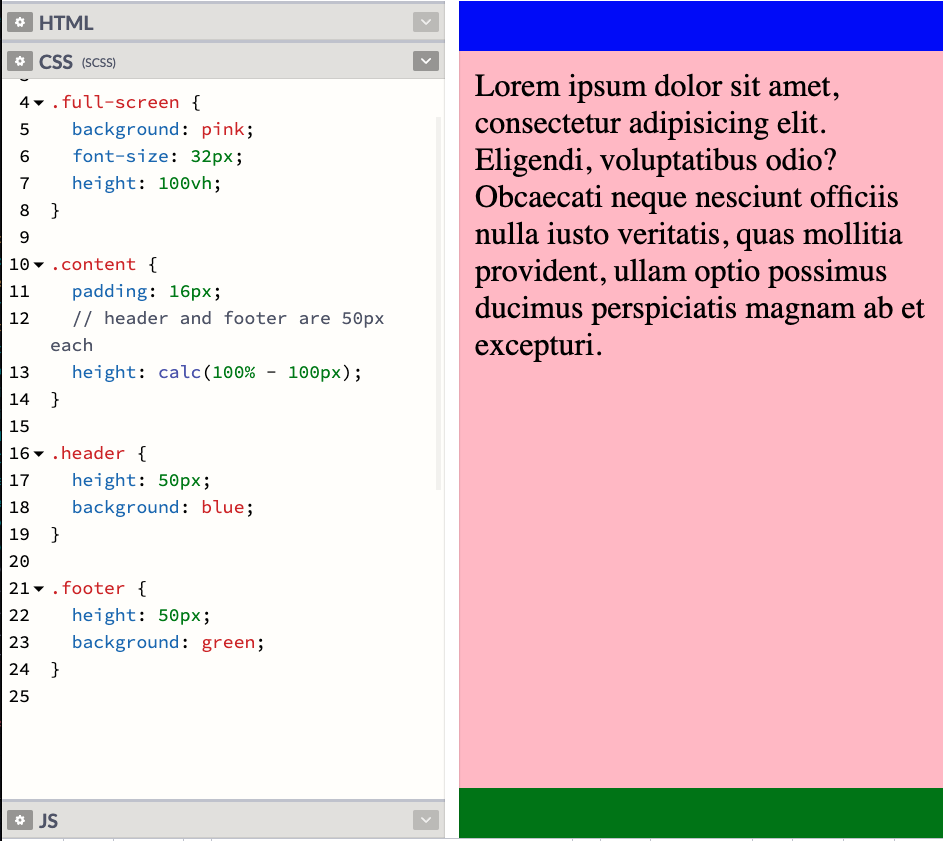 HTML
CSS (SCSS)
4 .full-screen {
5 background: pink;
6 font-size: 32px;
7 height: 100vh;
8 }
9
10 .content {
11 padding: 16px;
12 // header and footer are 50px
each
13 height: calc(100% - 100px);
14 }
15
16 .header {
17 height: 50px;
18 background: blue;
19 }
20
21 .footer {
22 height: 50px;
23 background: green;
24 }
25
JS
Lorem ipsum dolor sit amet,
consectetur adipisicing elit.
Eligendi, voluptatibus odio?
Obcaecati neque nesciunt officiis
nulla iusto veritatis, quas mollitia
provident, ullam optio possimus
ducimus perspiciatis magnam ab et
excepturi.